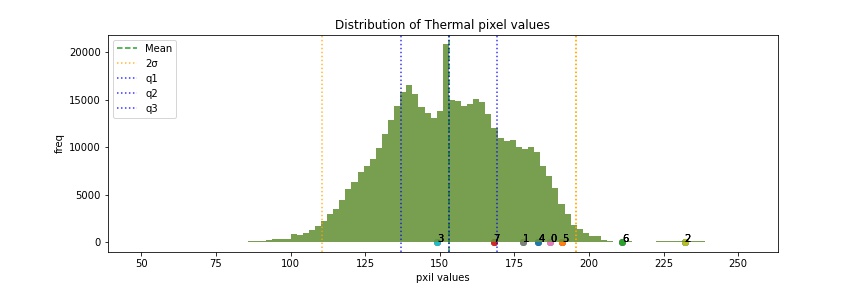 Distribution of Thermal pixel values
20000
15000
10000
5000
0
freq
Mean
2σ
q1
q2
q3
3 7 1 4 0 5 6 2
50 75 100 125 150 175 200 225 250
pxil values